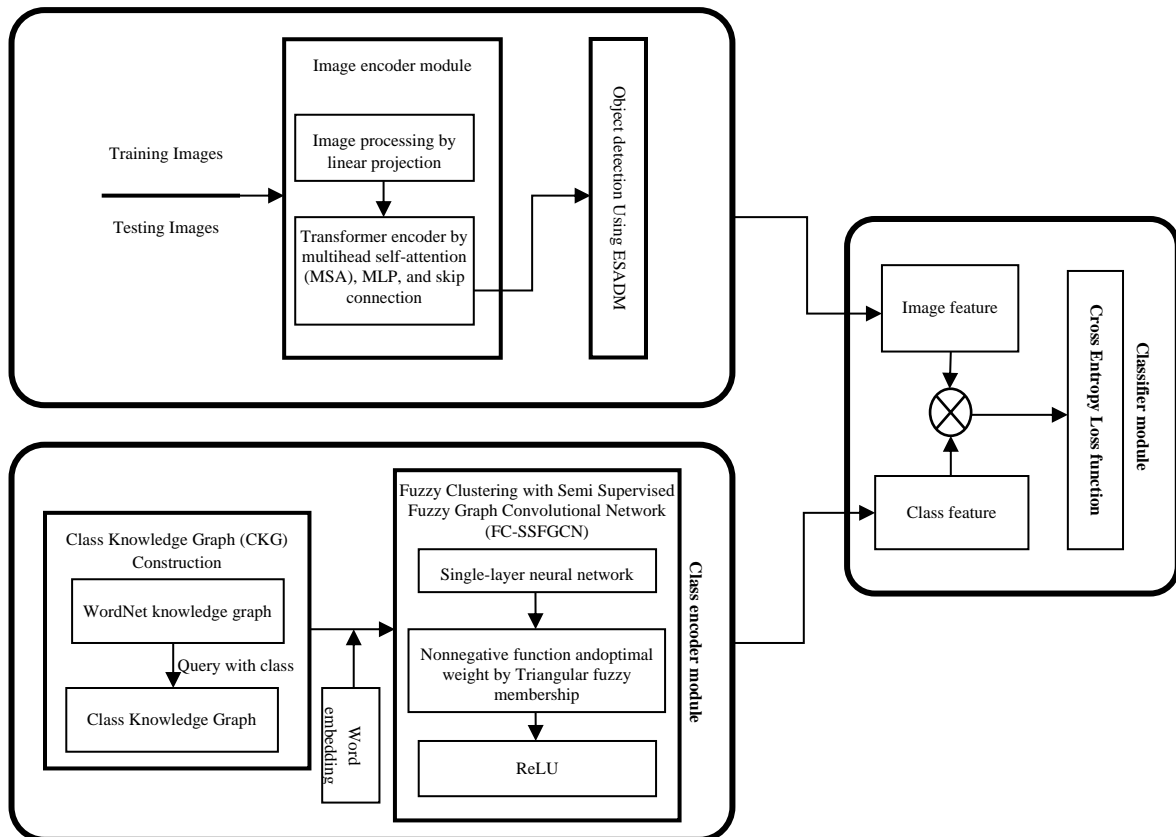 Image encoder module
Image processing by
linear projection
Training Images
Testing Images
Transformer encoder by
multihead self-attention
(MSA), MLP, and skip
connection
Object detection Using ESADM
Image feature
Class feature
Cross Entropy Loss function
Classifier module
Class Knowledge Graph (CKG)
Construction
WordNet knowledge graph
Query with class
Class Knowledge Graph
Word
embedding
Fuzzy Clustering with Semi Supervised
Fuzzy Graph Convolutional Network
(FC-SSFGCN)
Single-layer neural network
Nonnegative function andoptimal
weight by Triangular fuzzy
membership
ReLU
Class encoder module